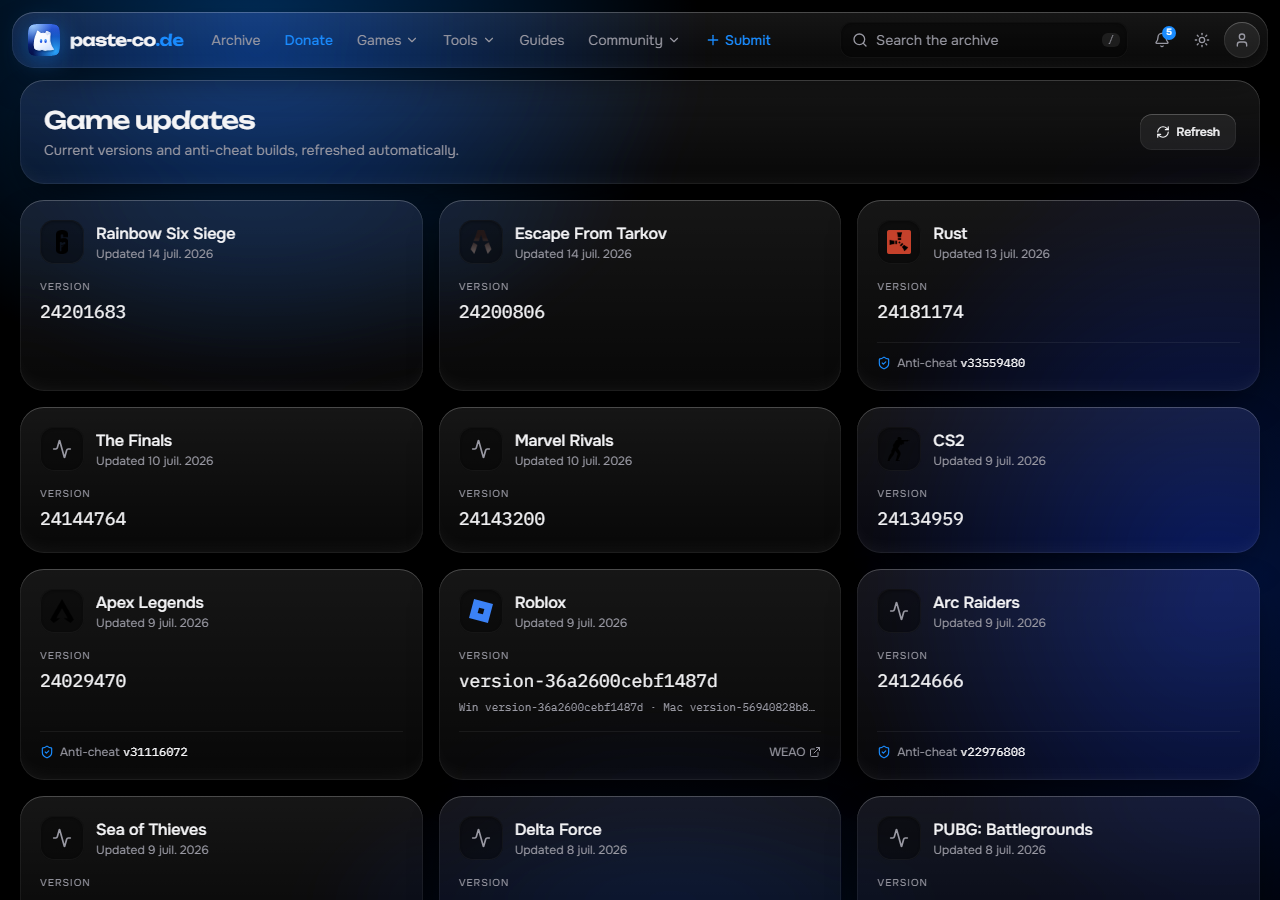 paste-co.de Archive Donate Games Tools Guides Community + Submit Search the archive / 5
Game updates
Current versions and anti-cheat builds, refreshed automatically.
Refresh
Rainbow Six Siege
Updated 14 juil. 2026
VERSION
24201683
Escape From Tarkov
Updated 14 juil. 2026
VERSION
24200806
Rust
Updated 13 juil. 2026
VERSION
24181174
Anti-cheat v33559480
The Finals
Updated 10 juil. 2026
VERSION
24144764
Marvel Rivals
Updated 10 juil. 2026
VERSION
24143200
CS2
Updated 9 juil. 2026
VERSION
24134959
Apex Legends
Updated 9 juil. 2026
VERSION
24029470
Anti-cheat v31116072
Roblox
Updated 9 juil. 2026
VERSION
version-36a2600cebf1487d
Win version-36a2600cebf1487d · Mac version-56940828b8…
WEAO
Arc Raiders
Updated 9 juil. 2026
VERSION
24124666
Anti-cheat v22976808
Sea of Thieves
Updated 9 juil. 2026
VERSION
Delta Force
Updated 8 juil. 2026
VERSION
PUBG: Battlegrounds
Updated 8 juil. 2026
VERSION